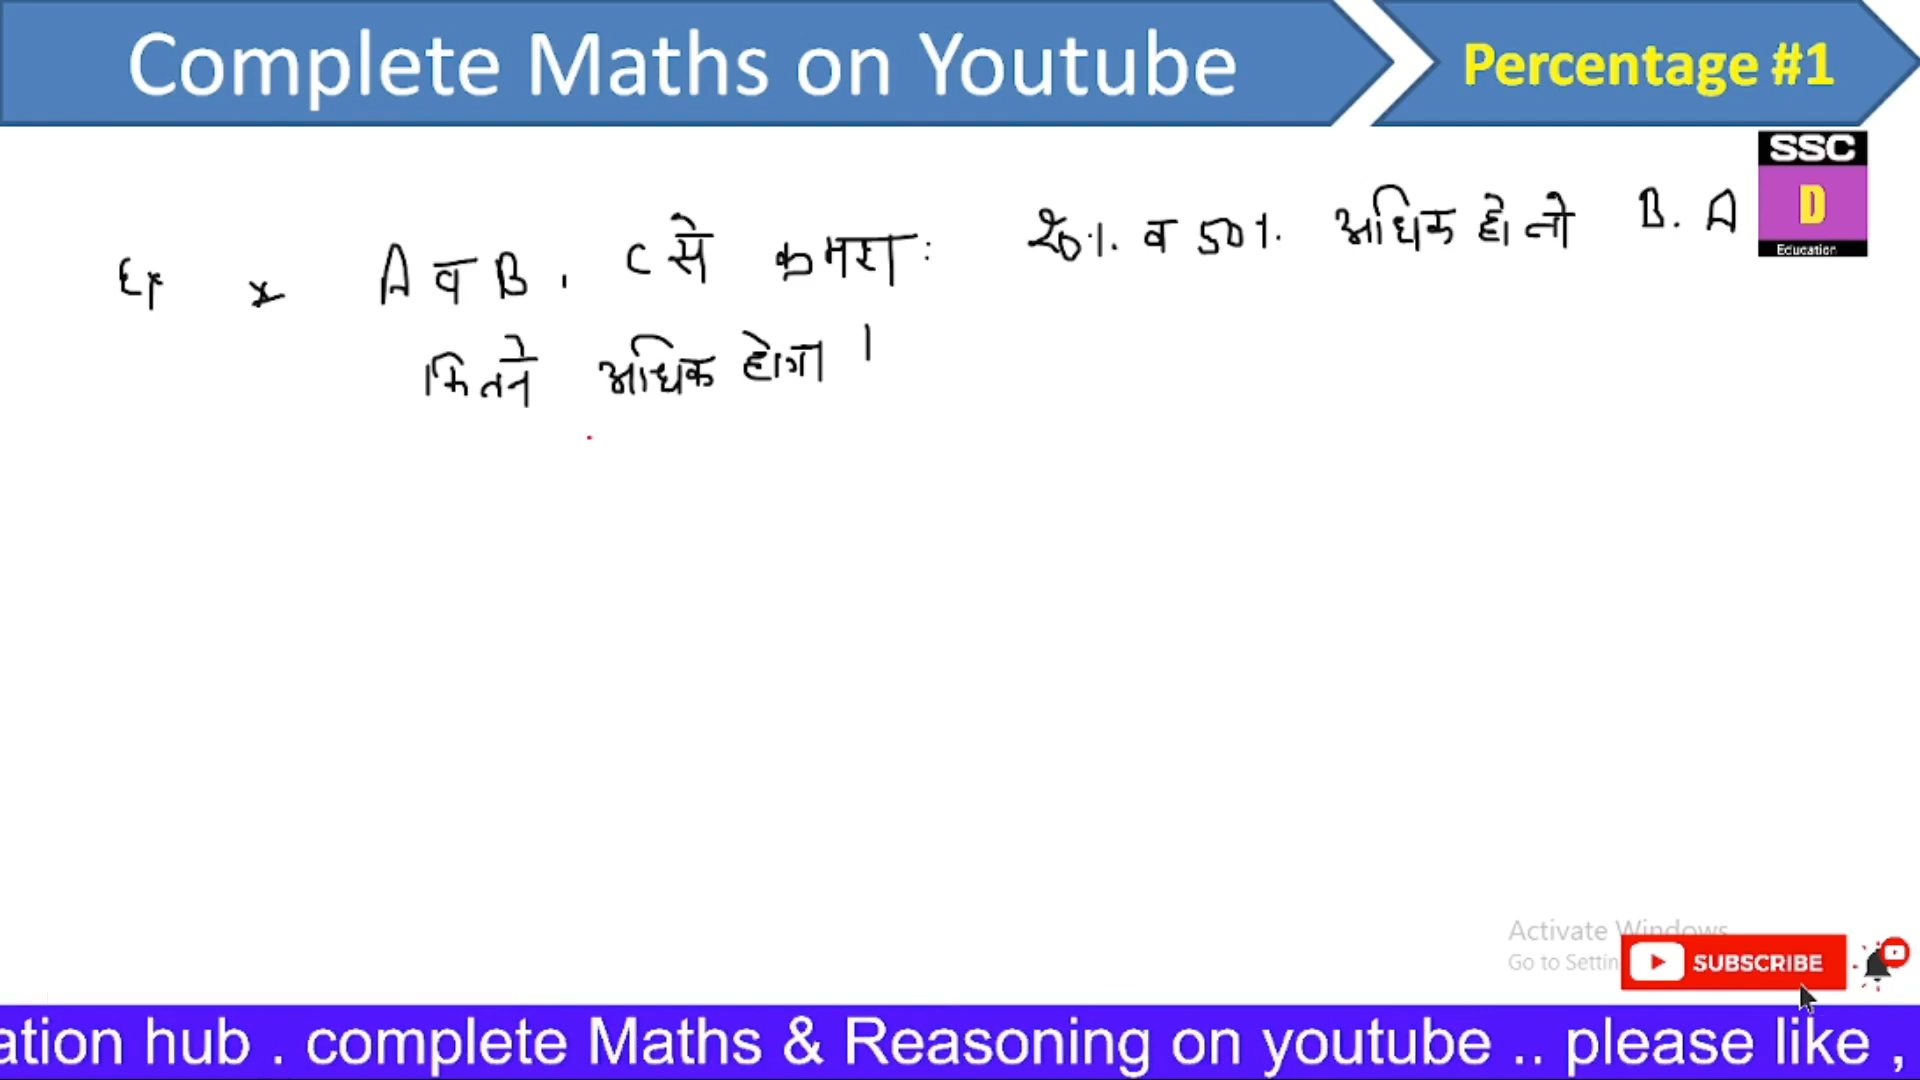 Complete Maths on Youtube
Percentage #1
SSC
D
Education
Ex × A व B, C से क्रमशः 20% व 50% अधिक हो तो B. A
कितने अधिक होगा।
Activate Windows
Go to Settin
SUBSCRIBE
ation hub . complete Maths & Reasoning on youtube .. please like ,